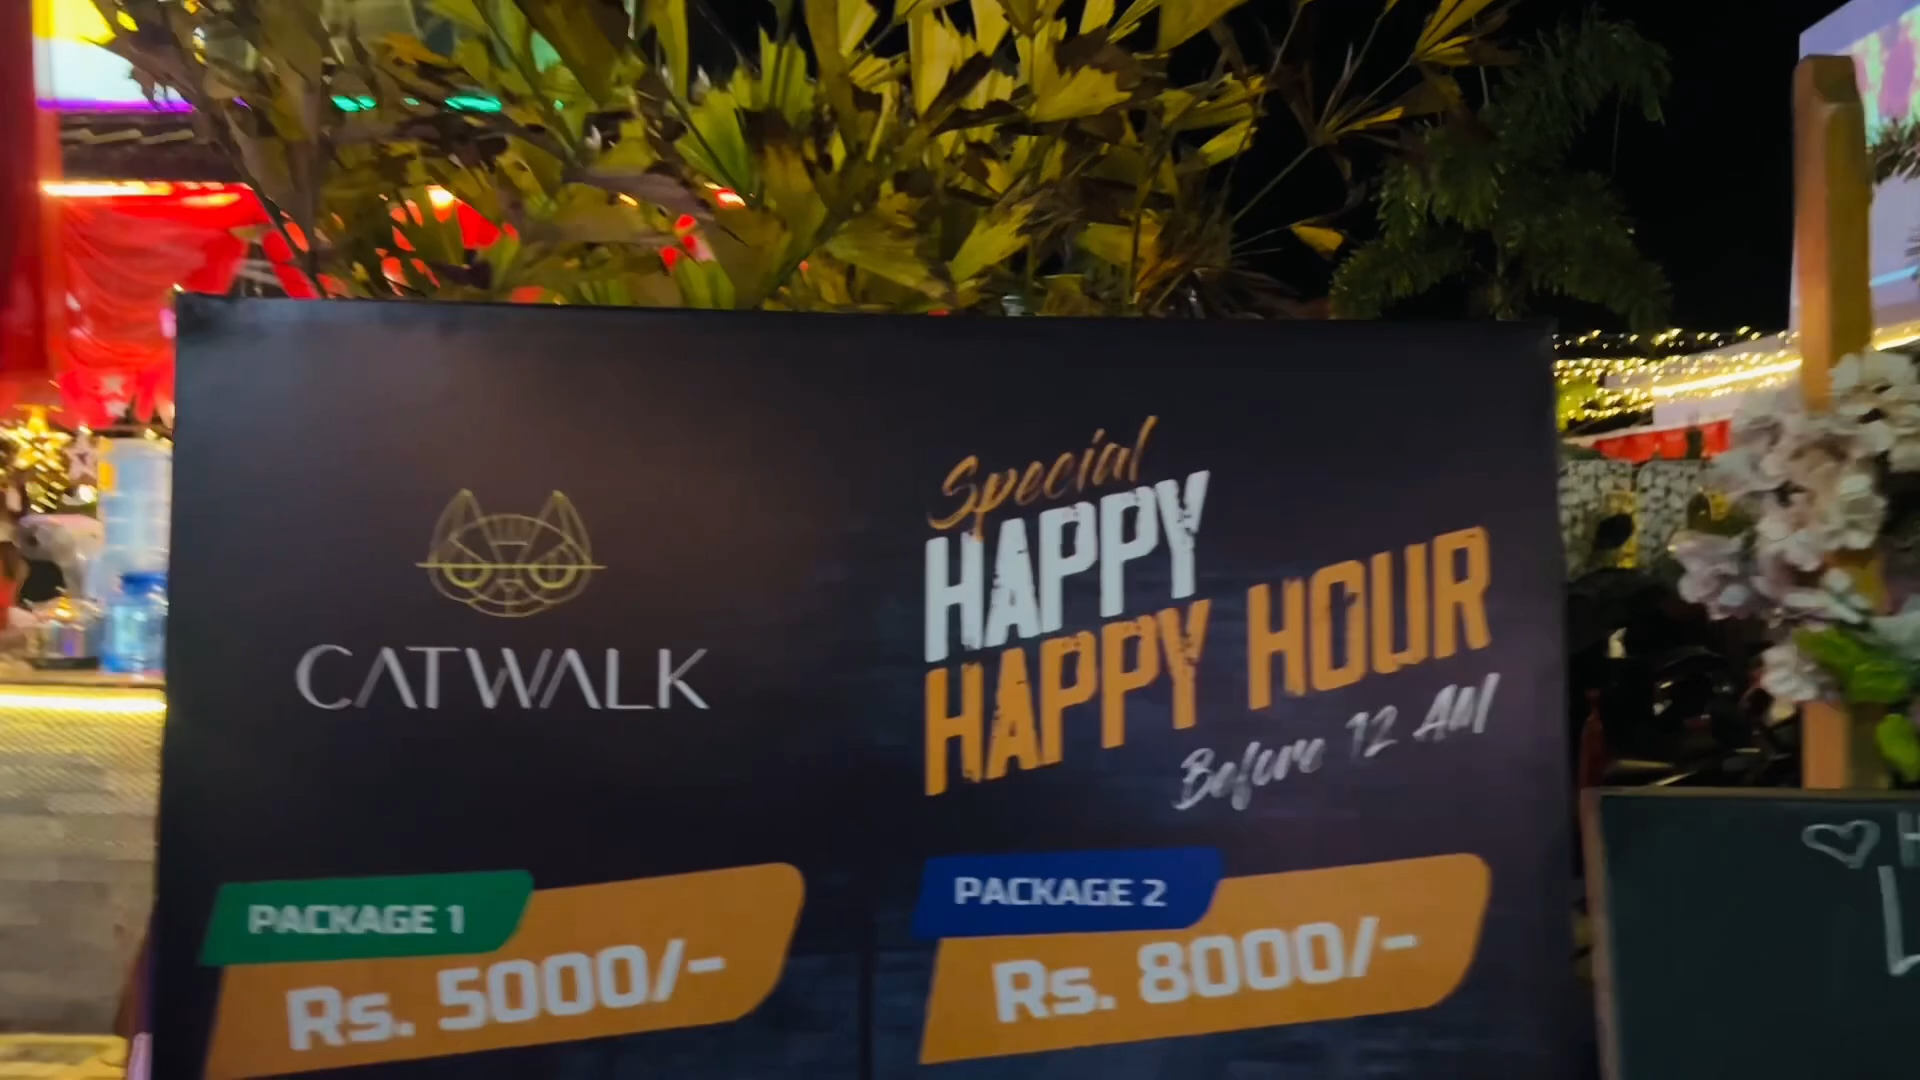 CATWALK
Special
HAPPY
HAPPY HOUR
Before 12 AM
PACKAGE 1
Rs. 5000/-
PACKAGE 2
Rs. 8000/-